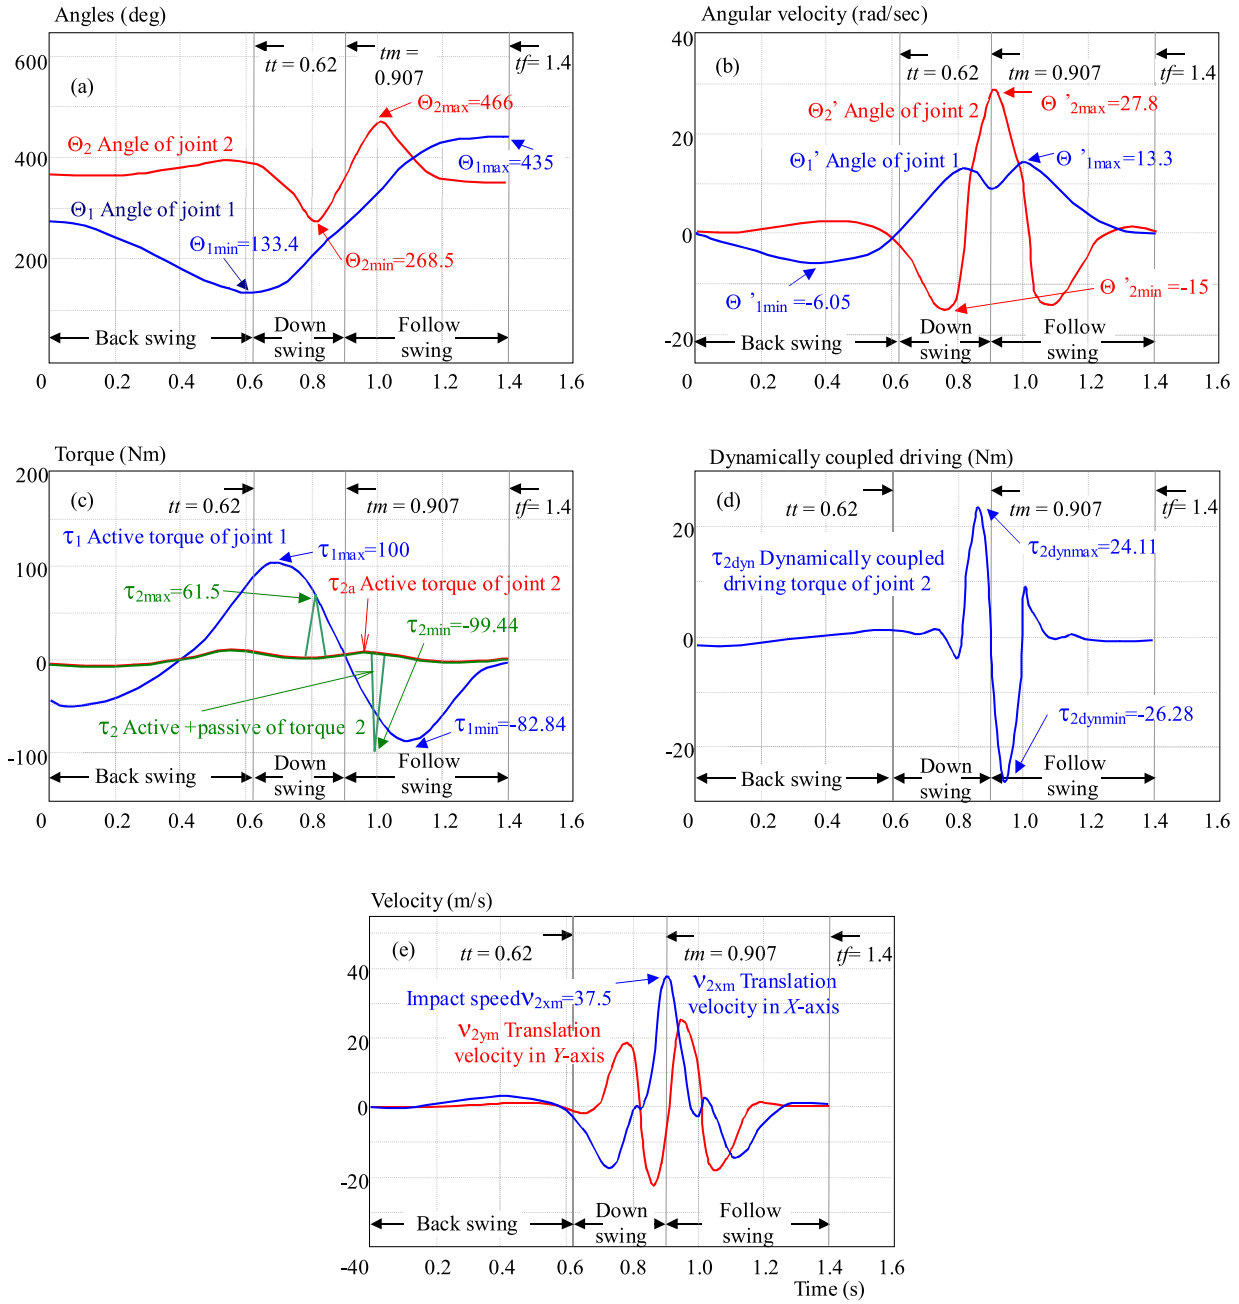 Angles (deg)
600
(a)
tt = 0.62
tm =
0.907
tf= 1.4
Θ2max=466
400
Θ2 Angle of joint 2
Θ1max=435
Θ1 Angle of joint 1
Θ1min=133.4
Θ2min=268.5
200
Back swing
Down
swing
Follow
swing
0 0.2 0.4 0.6 0.8 1.0 1.2 1.4 1.6
Angular velocity (rad/sec)
40
(b)
tt = 0.62
tm = 0.907
tf= 1.4
Θ2’ Angle of joint 2
Θ ’2max=27.8
20
Θ1’ Angle of joint 1
Θ ’1max=13.3
0
Θ ’1min=-6.05
Θ ’2min =-15
-20
Back swing
Down
swing
Follow
swing
0 0.2 0.4 0.6 0.8 1.0 1.2 1.4 1.6
Torque (Nm)
200
(c)
tt = 0.62
tm = 0.907
tf= 1.4
τ1 Active torque of joint 1
τ1max=100
100
τ2max=61.5
τ2a Active torque of joint 2
τ2min=-99.44
0
τ2 Active +passive of torque 2
τ1min=-82.84
-100
Back swing
Down
swing
Follow
swing
0 0.2 0.4 0.6 0.8 1.0 1.2 1.4 1.6
Dynamically coupled driving (Nm)
(d)
tt = 0.62
tm = 0.907
tf= 1.4
20
τ2dyn Dynamically coupled
driving torque of joint 2
τ2dynmax=24.11
0
τ2dynmin=-26.28
-20
Back swing
Down
swing
Follow
swing
0 0.2 0.4 0.6 0.8 1.0 1.2 1.4 1.6
Velocity (m/s)
(e)
tt = 0.62
tm = 0.907
tf= 1.4
40
Impact speedv2xm=37.5
v2xm Translation
velocity in X-axis
v2ym Translation
velocity in Y-axis
20
0
-20
Back swing
Down
swing
Follow
swing
-40 0.2 0.4 0.6 0.8 1.0 1.2 1.4 1.6
Time (s)